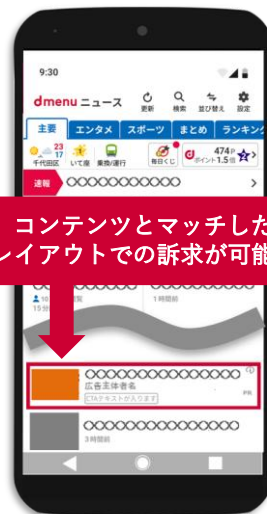 9:30
dmenu ニュース
更新 検索 並び替え 設定
主要 エンタメ スポーツ まとめ ランキング
23
17
千代田区 いて座 乗換/運行 毎日くじ
474P
ポイント1.5倍
速報 〇〇〇〇〇〇〇〇〇〇〇〇〇
コンテンツとマッチした
レイアウトでの訴求が可能
1時間前
〇〇〇〇〇〇〇〇〇〇〇〇〇〇〇〇〇〇
広告主体者名
CTAテキストが入ります
PR
〇〇〇〇〇〇〇〇〇〇〇〇〇〇〇〇〇
3時間前